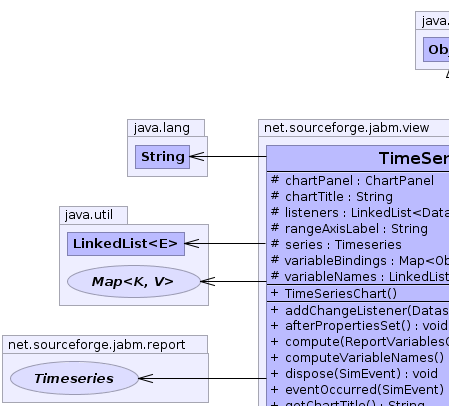 java.
Ob
java.lang
String
net.sourceforge.jabm.view
TimeSer
# chartPanel : ChartPanel
# chartTitle : String
# listeners : LinkedList<Data
# rangeAxisLabel : String
# series : Timeseries
# variableBindings : Map<Ob
# variableNames : LinkedList
+ TimeSeriesChart()
+ addChangeListener(Datas
+ afterPropertiesSet() : void
+ compute(ReportVariables
+ computeVariableNames()
+ dispose(SimEvent) : void
+ eventOccurred(SimEvent)
+ getChartTitle() : String
java.util
LinkedList<E>
Map<K, V>
net.sourceforge.jabm.report
Timeseries